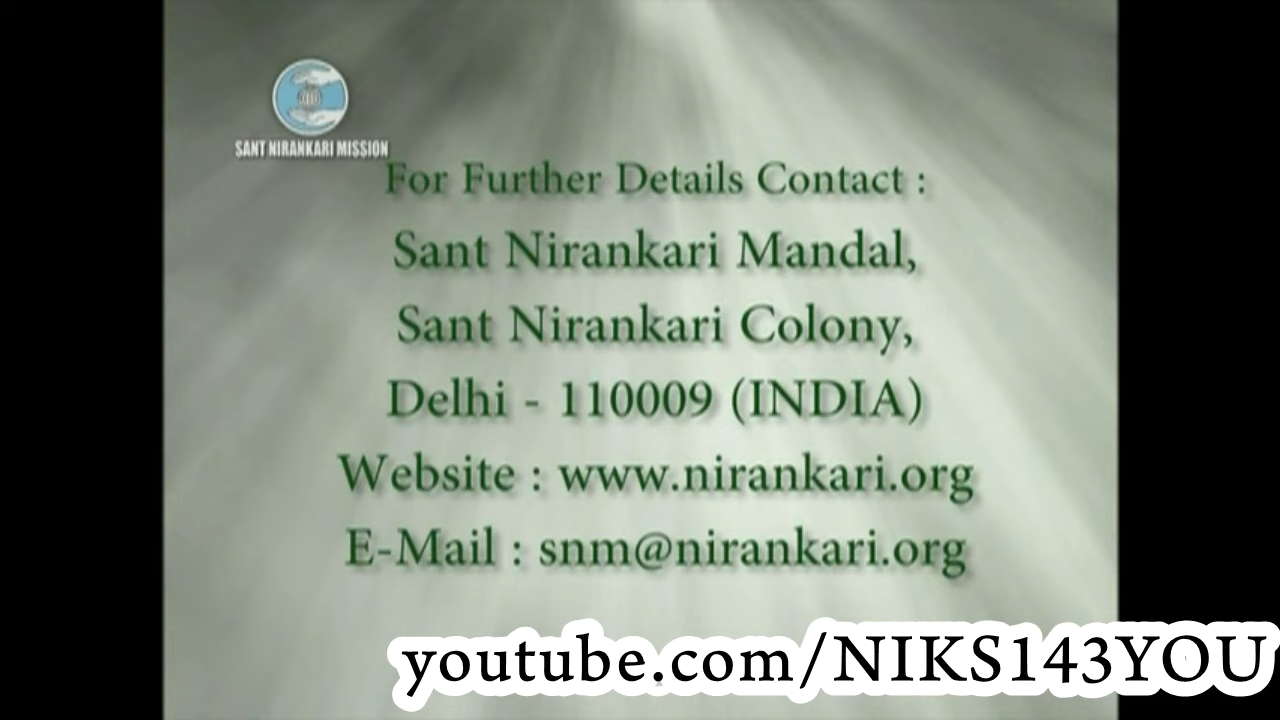 SANT NIRANKARI MISSION
For Further Details Contact :
Sant Nirankari Mandal,
Sant Nirankari Colony,
Delhi - 110009 (INDIA)
Website : www.nirankari.org
E-Mail : snm@nirankari.org
youtube.com/NIKS143YOU